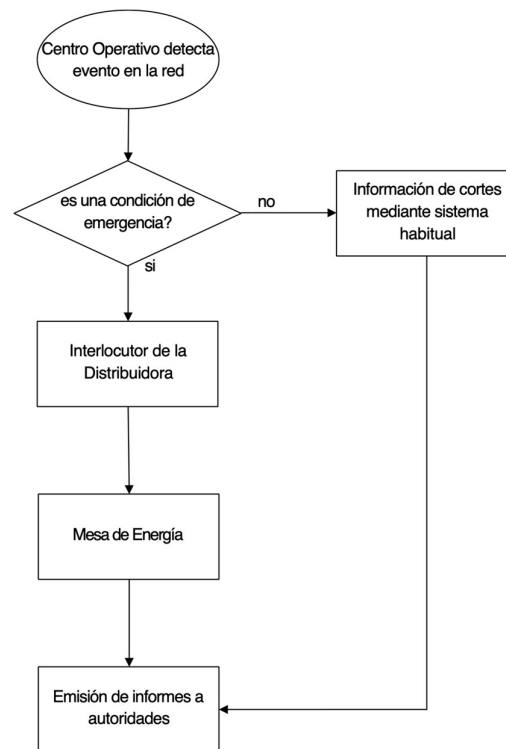 Centro Operativo detecta
evento en la red
es una condición de
emergencia?
no
Información de cortes
mediante sistema
habitual
si
Interlocutor de la
Distribuidora
Mesa de Energía
Emisión de informes a
autoridades